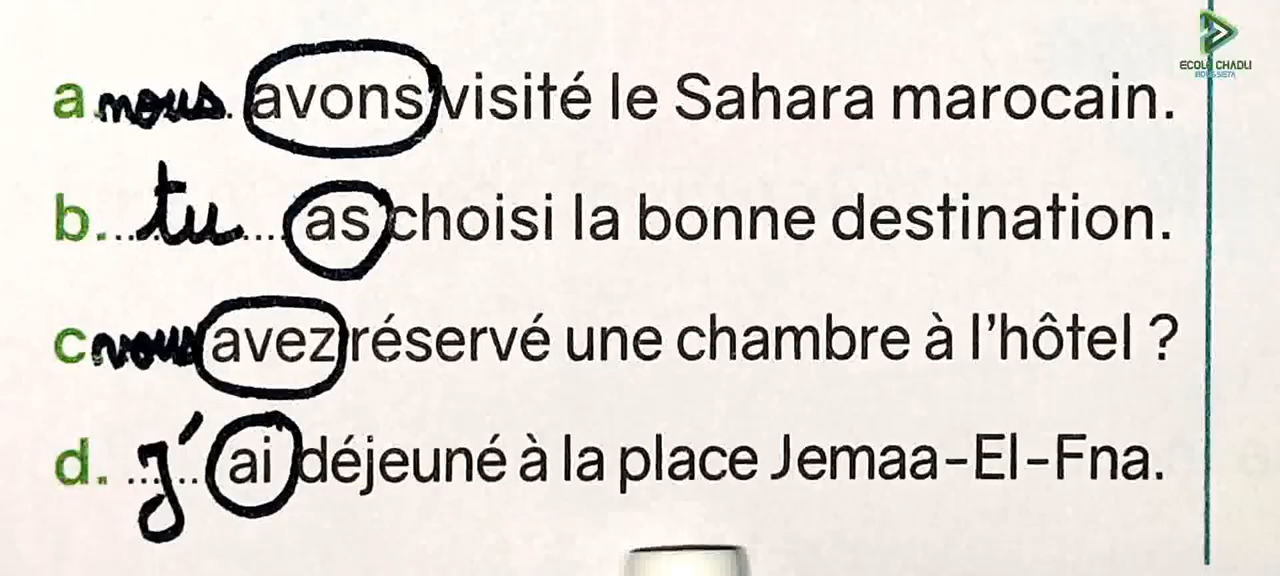 a nous. avons visité le Sahara marocain.
b. tu as choisi la bonne destination.
c vous avez réservé une chambre à l'hôtel ?
d. j' ai déjeuné à la place Jemaa-El-Fna.
ECOLE CHADLI